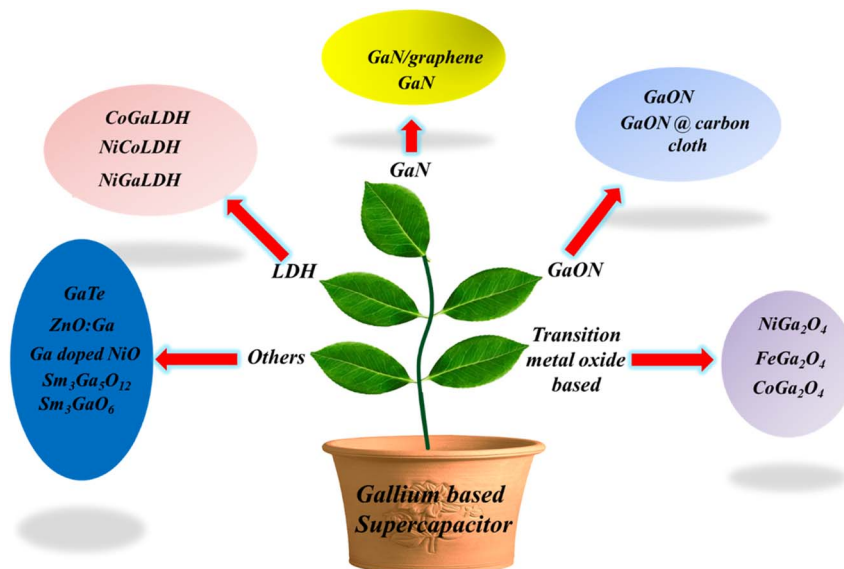 GaN/graphene
GaN
CoGaLDH
NiCoLDH
NiGaLDH
GaON
GaON @ carbon
cloth
GaN
LDH
GaON
GaTe
ZnO:Ga
Ga doped NiO
Sm₃Ga₅O₁₂
Sm₃GaO₆
Others
Transition
metal oxide
based
NiGa₂O₄
FeGa₂O₄
CoGa₂O₄
Gallium based
Supercapacitor